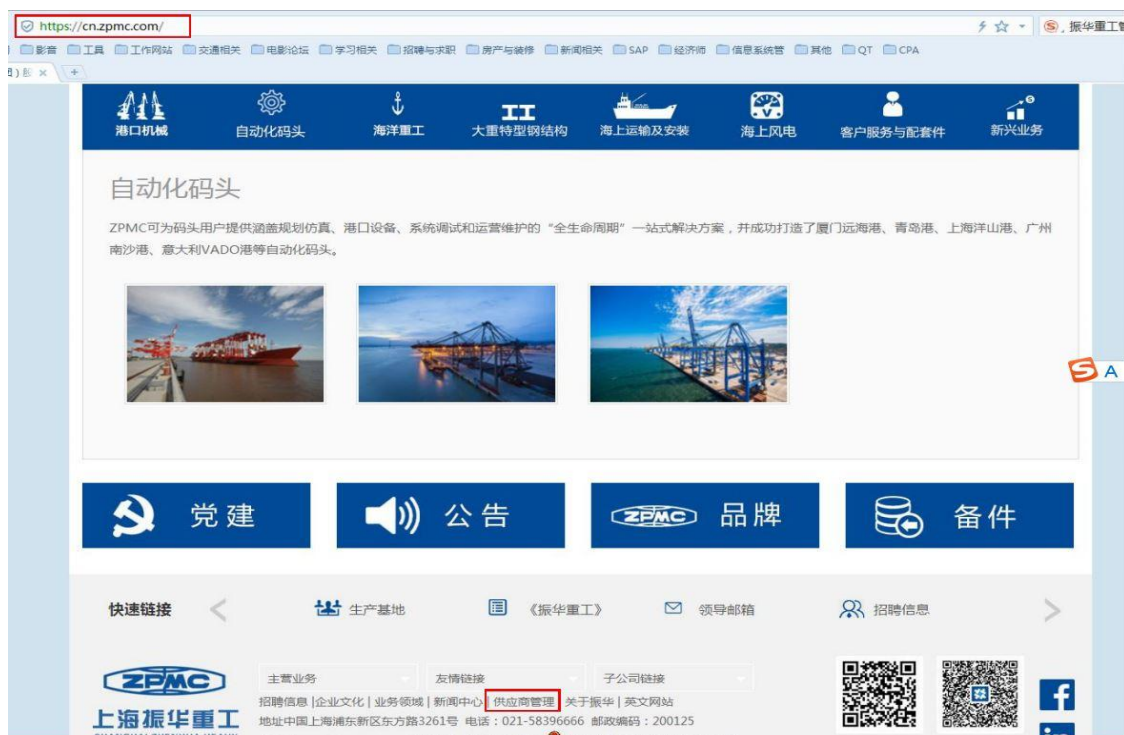 https://cn.zpmc.com/
振华重工
影音 工具 工作网站 交通相关 电影论坛 学习相关 招聘与求职 房产与装修 新闻相关 SAP 经济师 信息系统管 其他 QT CPA
港口机械 自动化码头 海洋重工 大重特型钢结构 海上运输及安装 海上风电 客户服务与配套件 新兴业务
自动化码头
ZPMC可为码头用户提供涵盖规划仿真、港口设备、系统调试和运营维护的“全生命周期”一站式解决方案，并成功打造了厦门远海港、青岛港、上海洋山港、广州
南沙港、意大利VADO港等自动化码头。
A
党建 公告 ZPMC 品牌 备件
快速链接 生产基地 《振华重工》 领导邮箱 招聘信息
ZPMC 主营业务 友情链接 子公司链接
招聘信息|企业文化|业务领域|新闻中心|供应商管理|关于振华|英文网站
上海振华重工 地址中国上海浦东新区东方路3261号 电话：021-58396666 邮政编码：200125